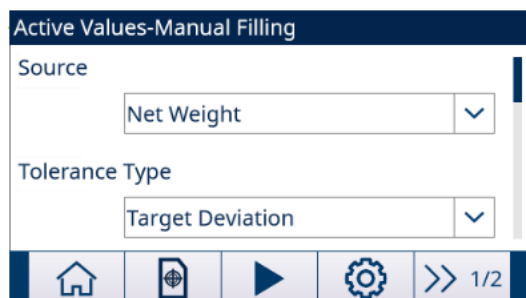 Active Values-Manual Filling
Source
Net Weight
Tolerance Type
Target Deviation
1/2